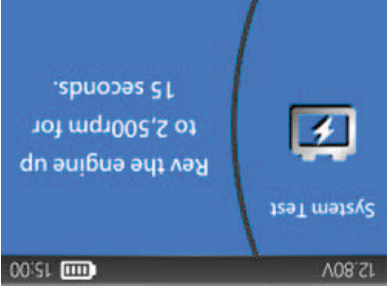 12.80V 15:00
System Test
Rev the engine up
to 2,500rpm for
15 seconds.